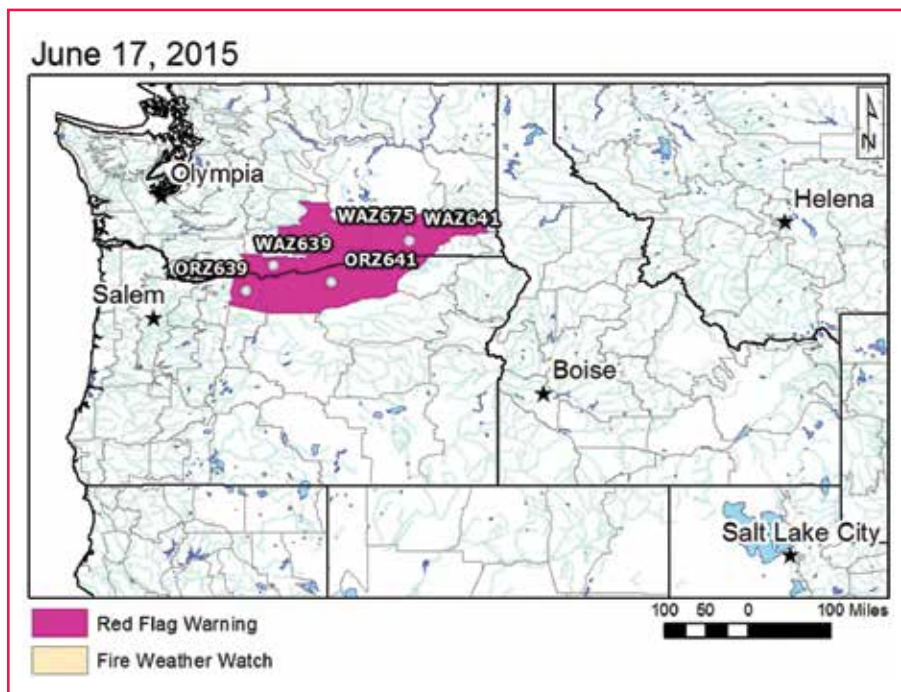 June 17, 2015
N
Olympia
Helena
WAZ675
WAZ641
WAZ639
ORZ639
ORZ641
Salem
Boise
Salt Lake City
Red Flag Warning
100 50 0 100 Miles
Fire Weather Watch